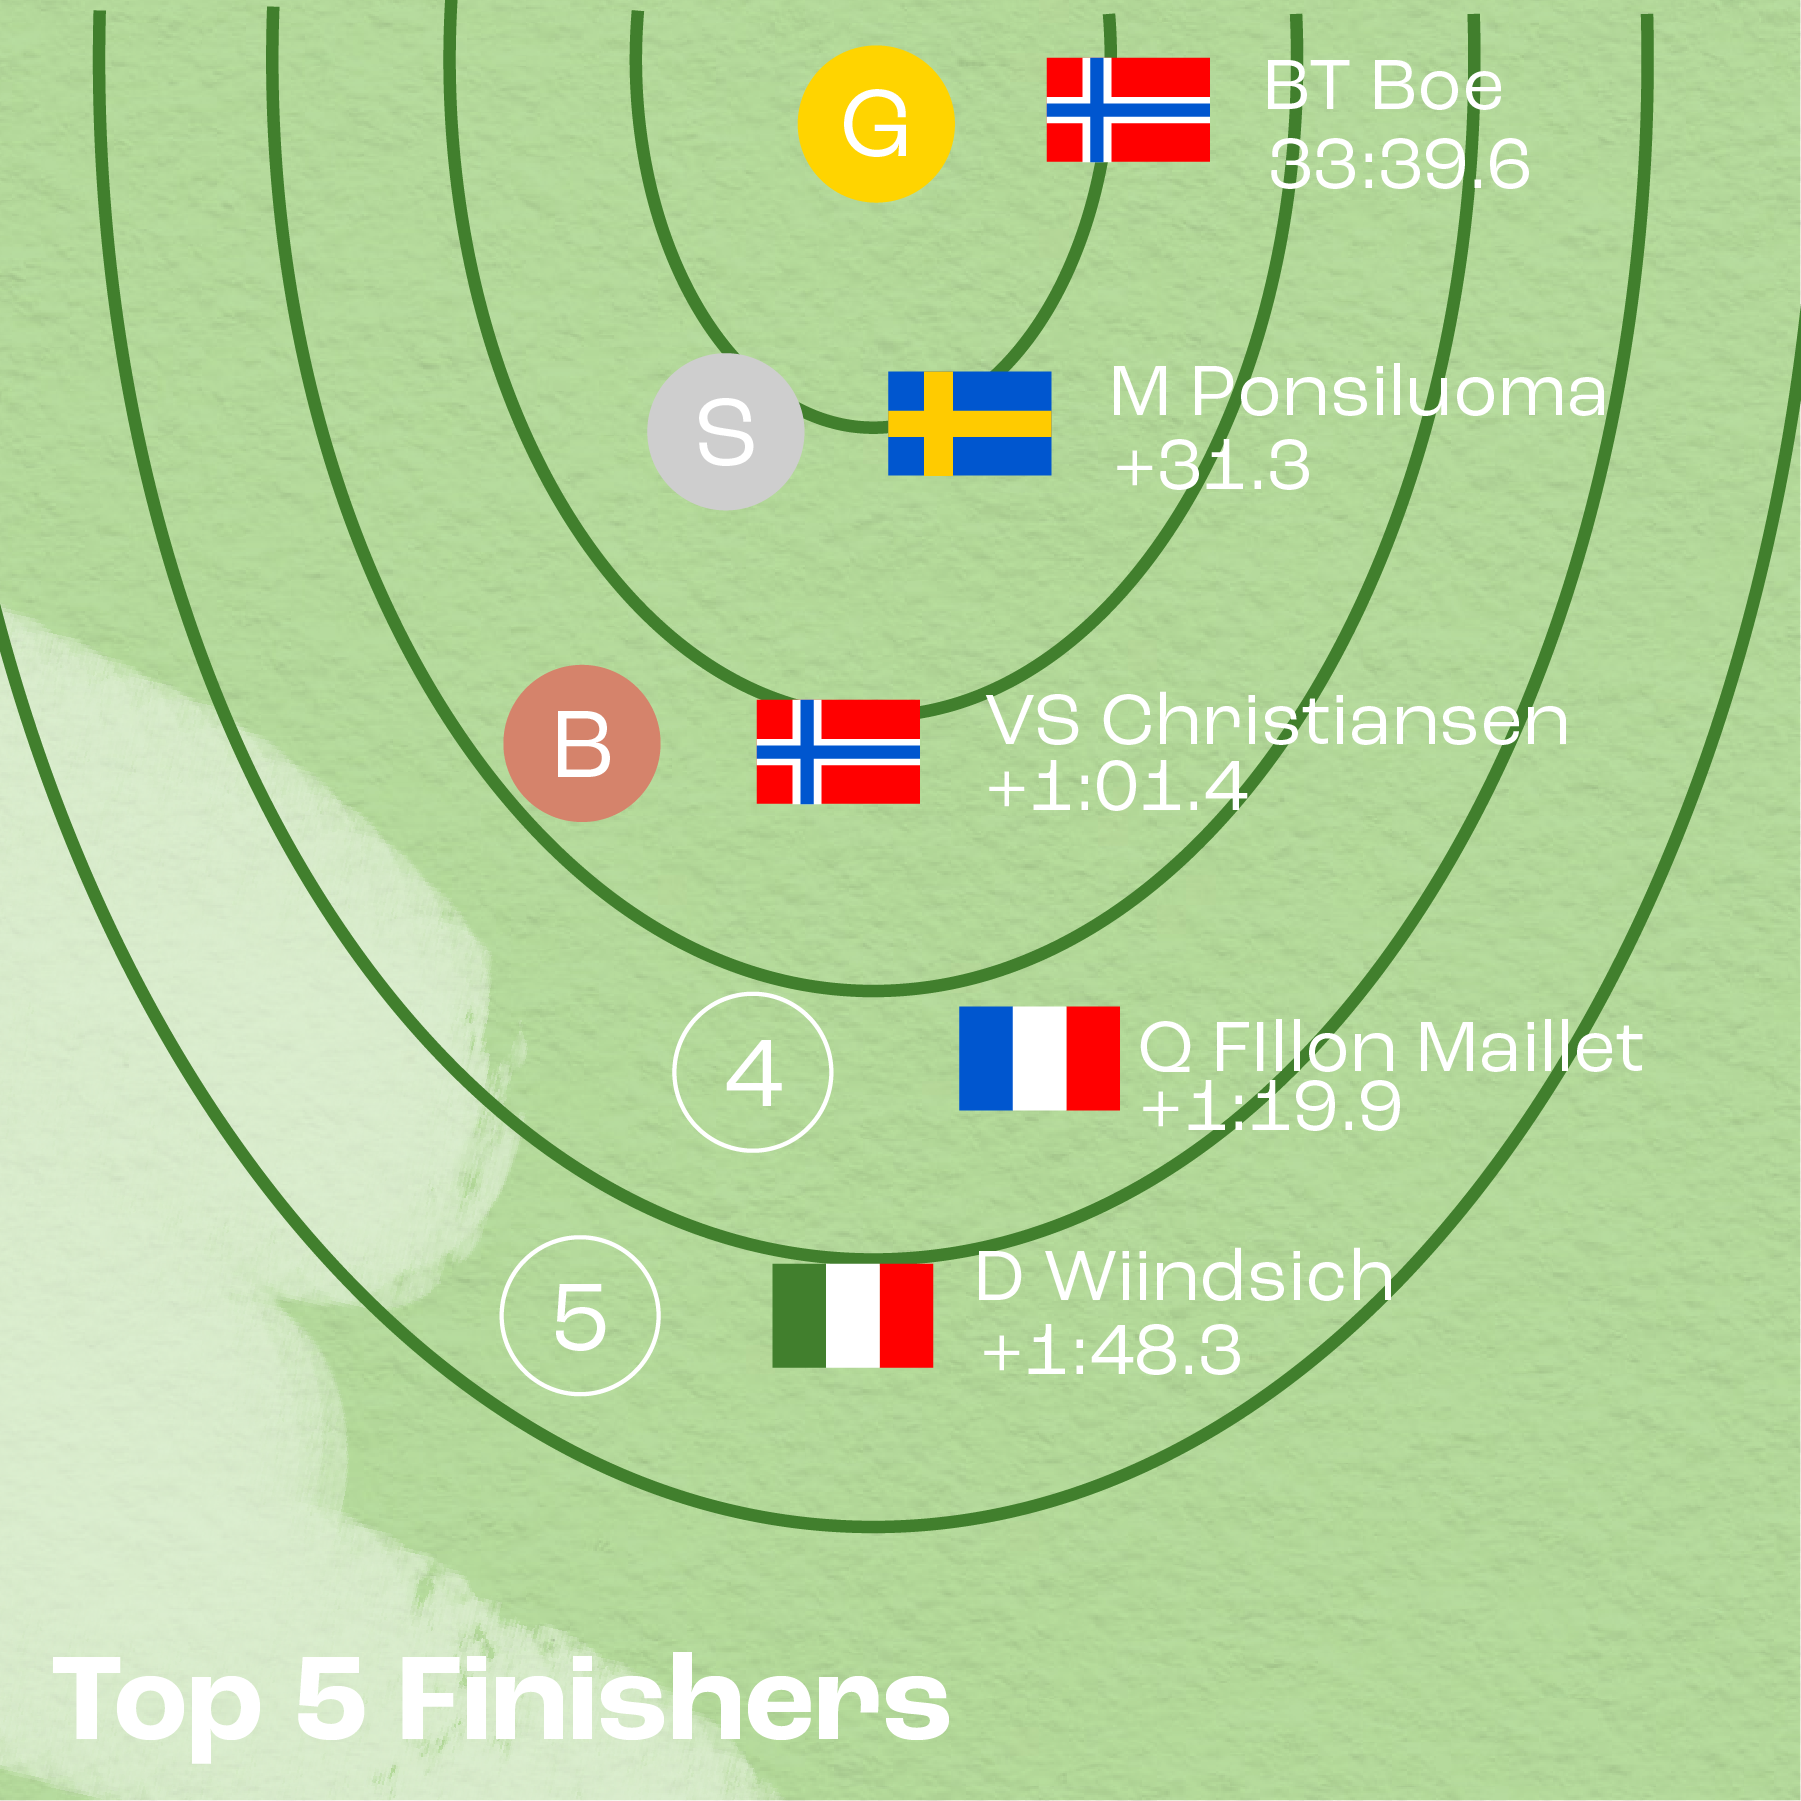 G
BT Boe
33:39.6
S
M Ponsiluoma
+31.3
B
VS Christiansen
+1:01.4
4
Q FIllon Maillet
+1:19.9
5
D Wiindsich
+1:48.3
Top 5 Finishers